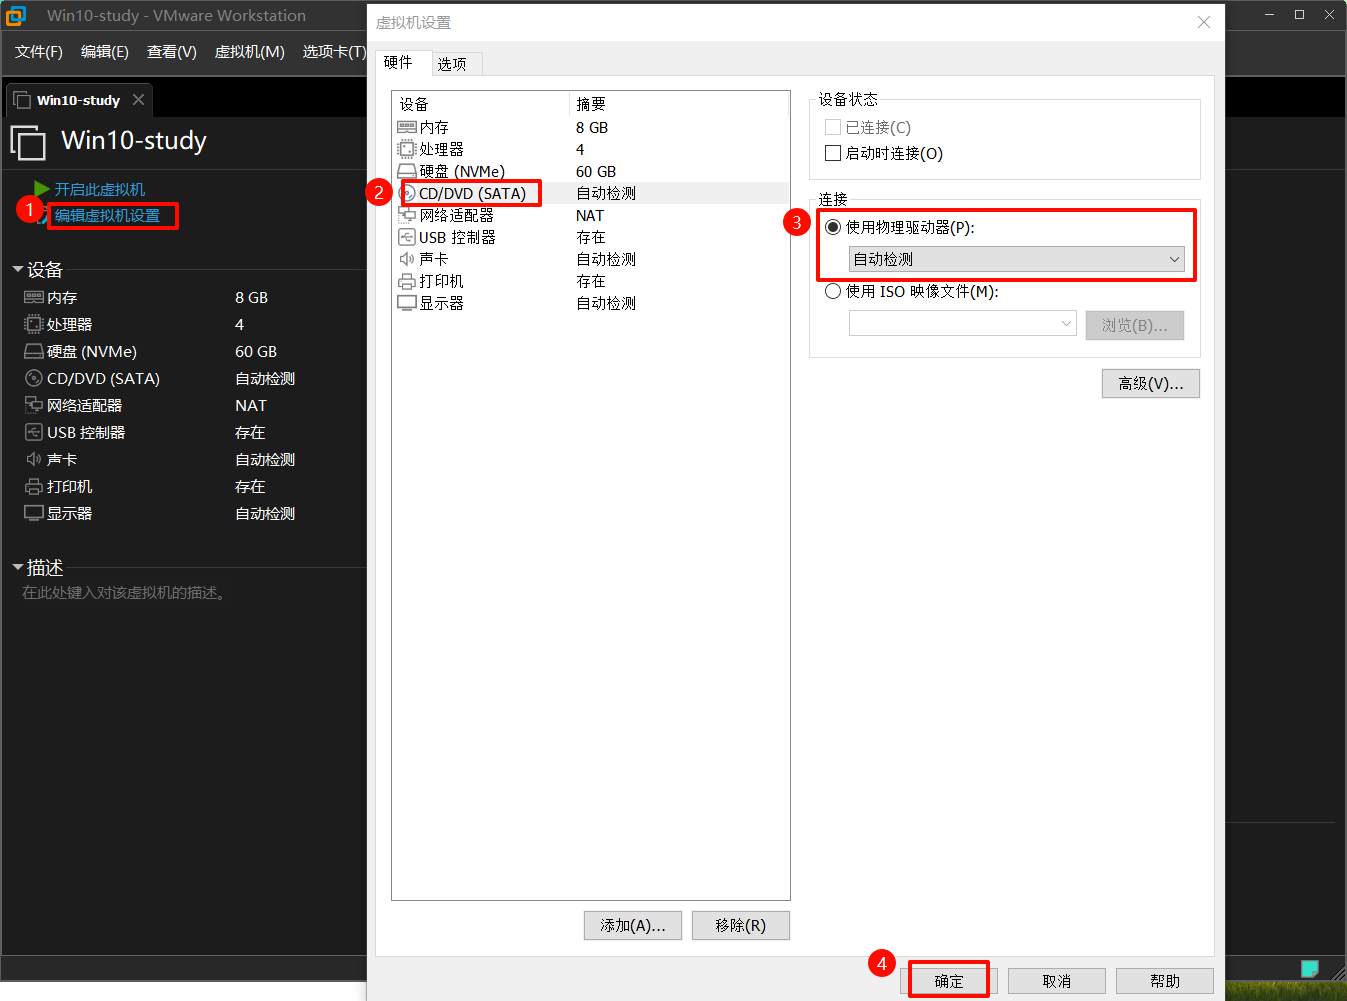 Win10-study - VMware Workstation
文件(F) 编辑(E) 查看(V) 虚拟机(M) 选项卡(T)
Win10-study
Win10-study
开启此虚拟机
1 编辑虚拟机设置
设备
内存 8 GB
处理器 4
硬盘 (NVMe) 60 GB
CD/DVD (SATA) 自动检测
网络适配器 NAT
USB 控制器 存在
声卡 自动检测
打印机 存在
显示器 自动检测
描述
在此处键入对该虚拟机的描述。
虚拟机设置
硬件 选项
设备 摘要
内存 8 GB
处理器 4
硬盘 (NVMe) 60 GB
2 CD/DVD (SATA) 自动检测
网络适配器 NAT
USB 控制器 存在
声卡 自动检测
打印机 存在
显示器 自动检测
添加(A)... 移除(R)
设备状态
已连接(C)
启动时连接(O)
连接
3 使用物理驱动器(P):
自动检测
使用 ISO 映像文件(M):
浏览(B)...
高级(V)...
4 确定 取消 帮助